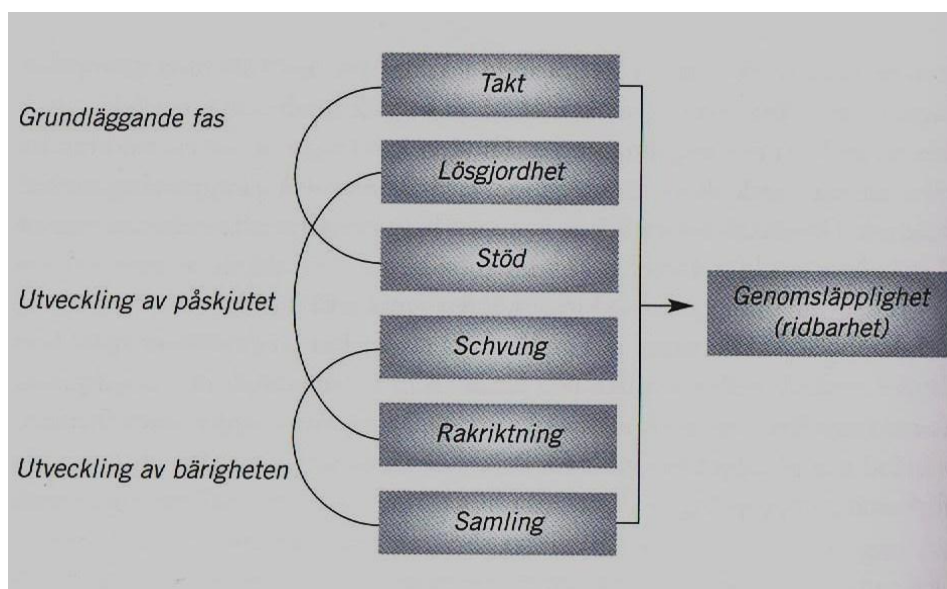 Takt
Grundläggande fas
Lösgjordhet
Stöd
Utveckling av påskjutet
Genomsläpplighet
(ridbarhet)
Schvung
Rakriktning
Utveckling av bärigheten
Samling